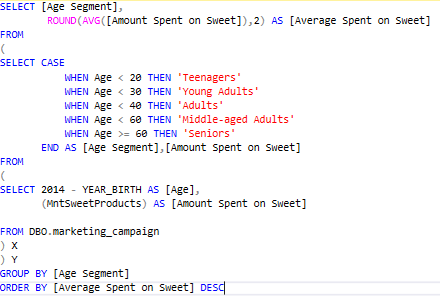 SELECT [Age Segment],
ROUND(AVG([Amount Spent on Sweet]),2) AS [Average Spent on Sweet]
FROM
(
SELECT CASE
WHEN Age < 20 THEN 'Teenagers'
WHEN Age < 30 THEN 'Young Adults'
WHEN Age < 40 THEN 'Adults'
WHEN Age < 60 THEN 'Middle-aged Adults'
WHEN Age >= 60 THEN 'Seniors'
END AS [Age Segment],[Amount Spent on Sweet]
FROM
(
SELECT 2014 - YEAR_BIRTH AS [Age],
(MntSweetProducts) AS [Amount Spent on Sweet]
FROM DBO.marketing_campaign
) X
) Y
GROUP BY [Age Segment]
ORDER BY [Average Spent on Sweet] DESC